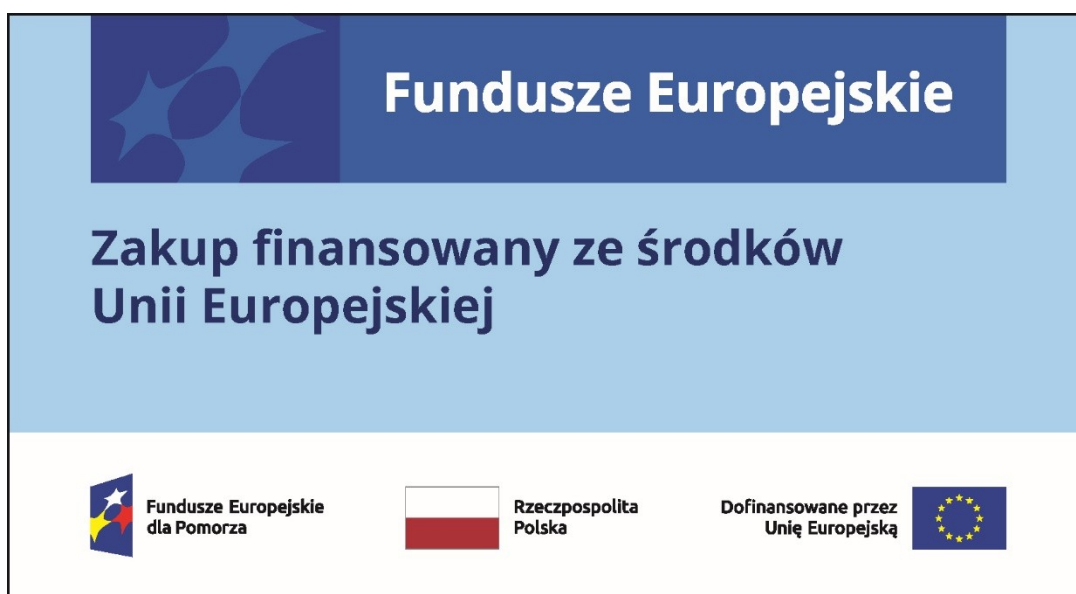 Fundusze Europejskie
Zakup finansowany ze środków
Unii Europejskiej
Fundusze Europejskie
dla Pomorza
Rzeczpospolita
Polska
Dofinansowane przez
Unię Europejską